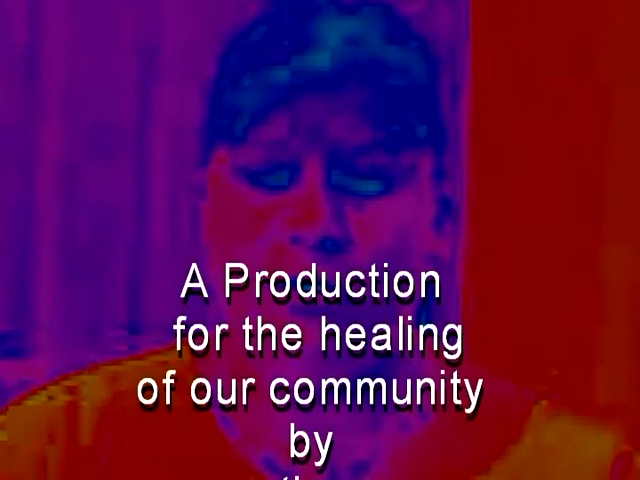 A Production
for the healing
of our community
by